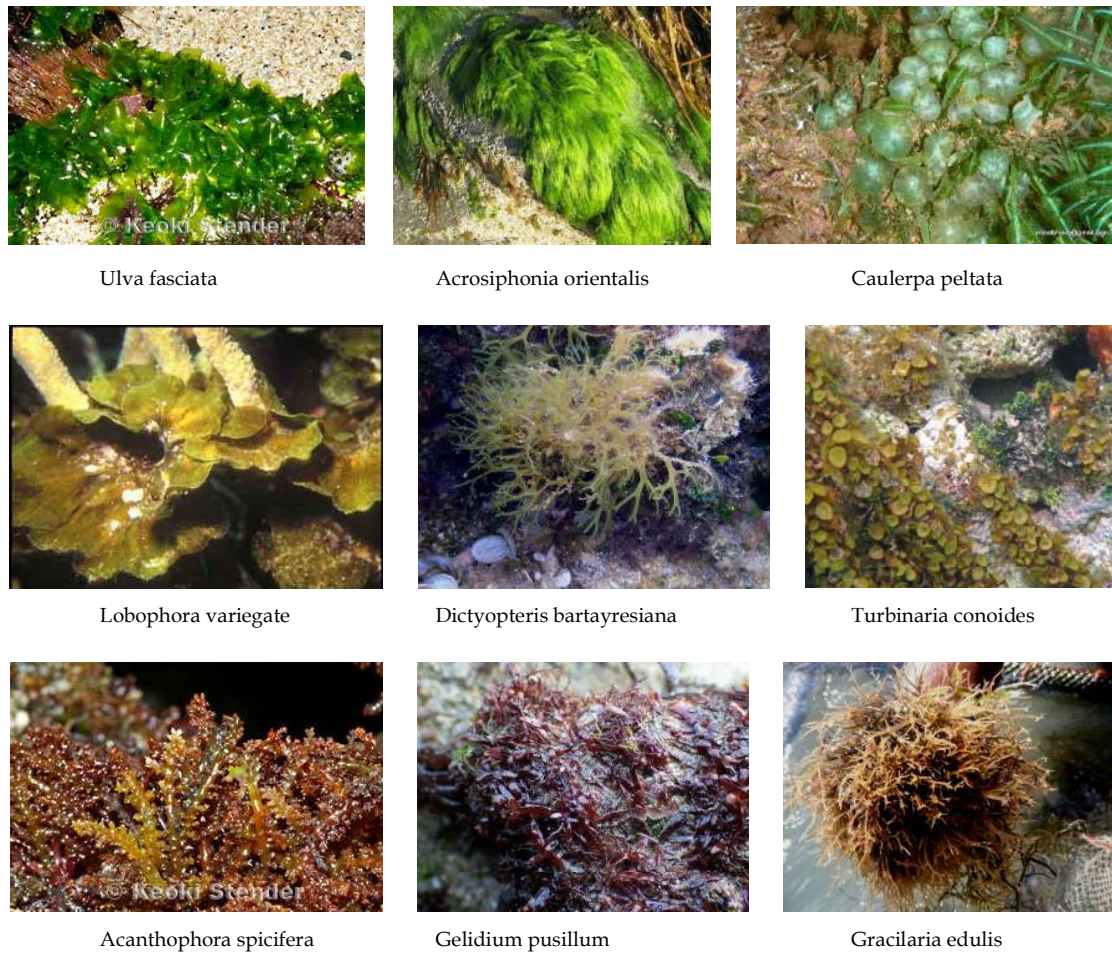 © Keoki Stender
Ulva fasciata
Acrosiphonia orientalis
Caulerpa peltata
Lobophora variegate
Dictyopteris bartayresiana
Turbinaria conoides
© Keoki Stender
Acanthophora spicifera
Gelidium pusillum
Gracilaria edulis